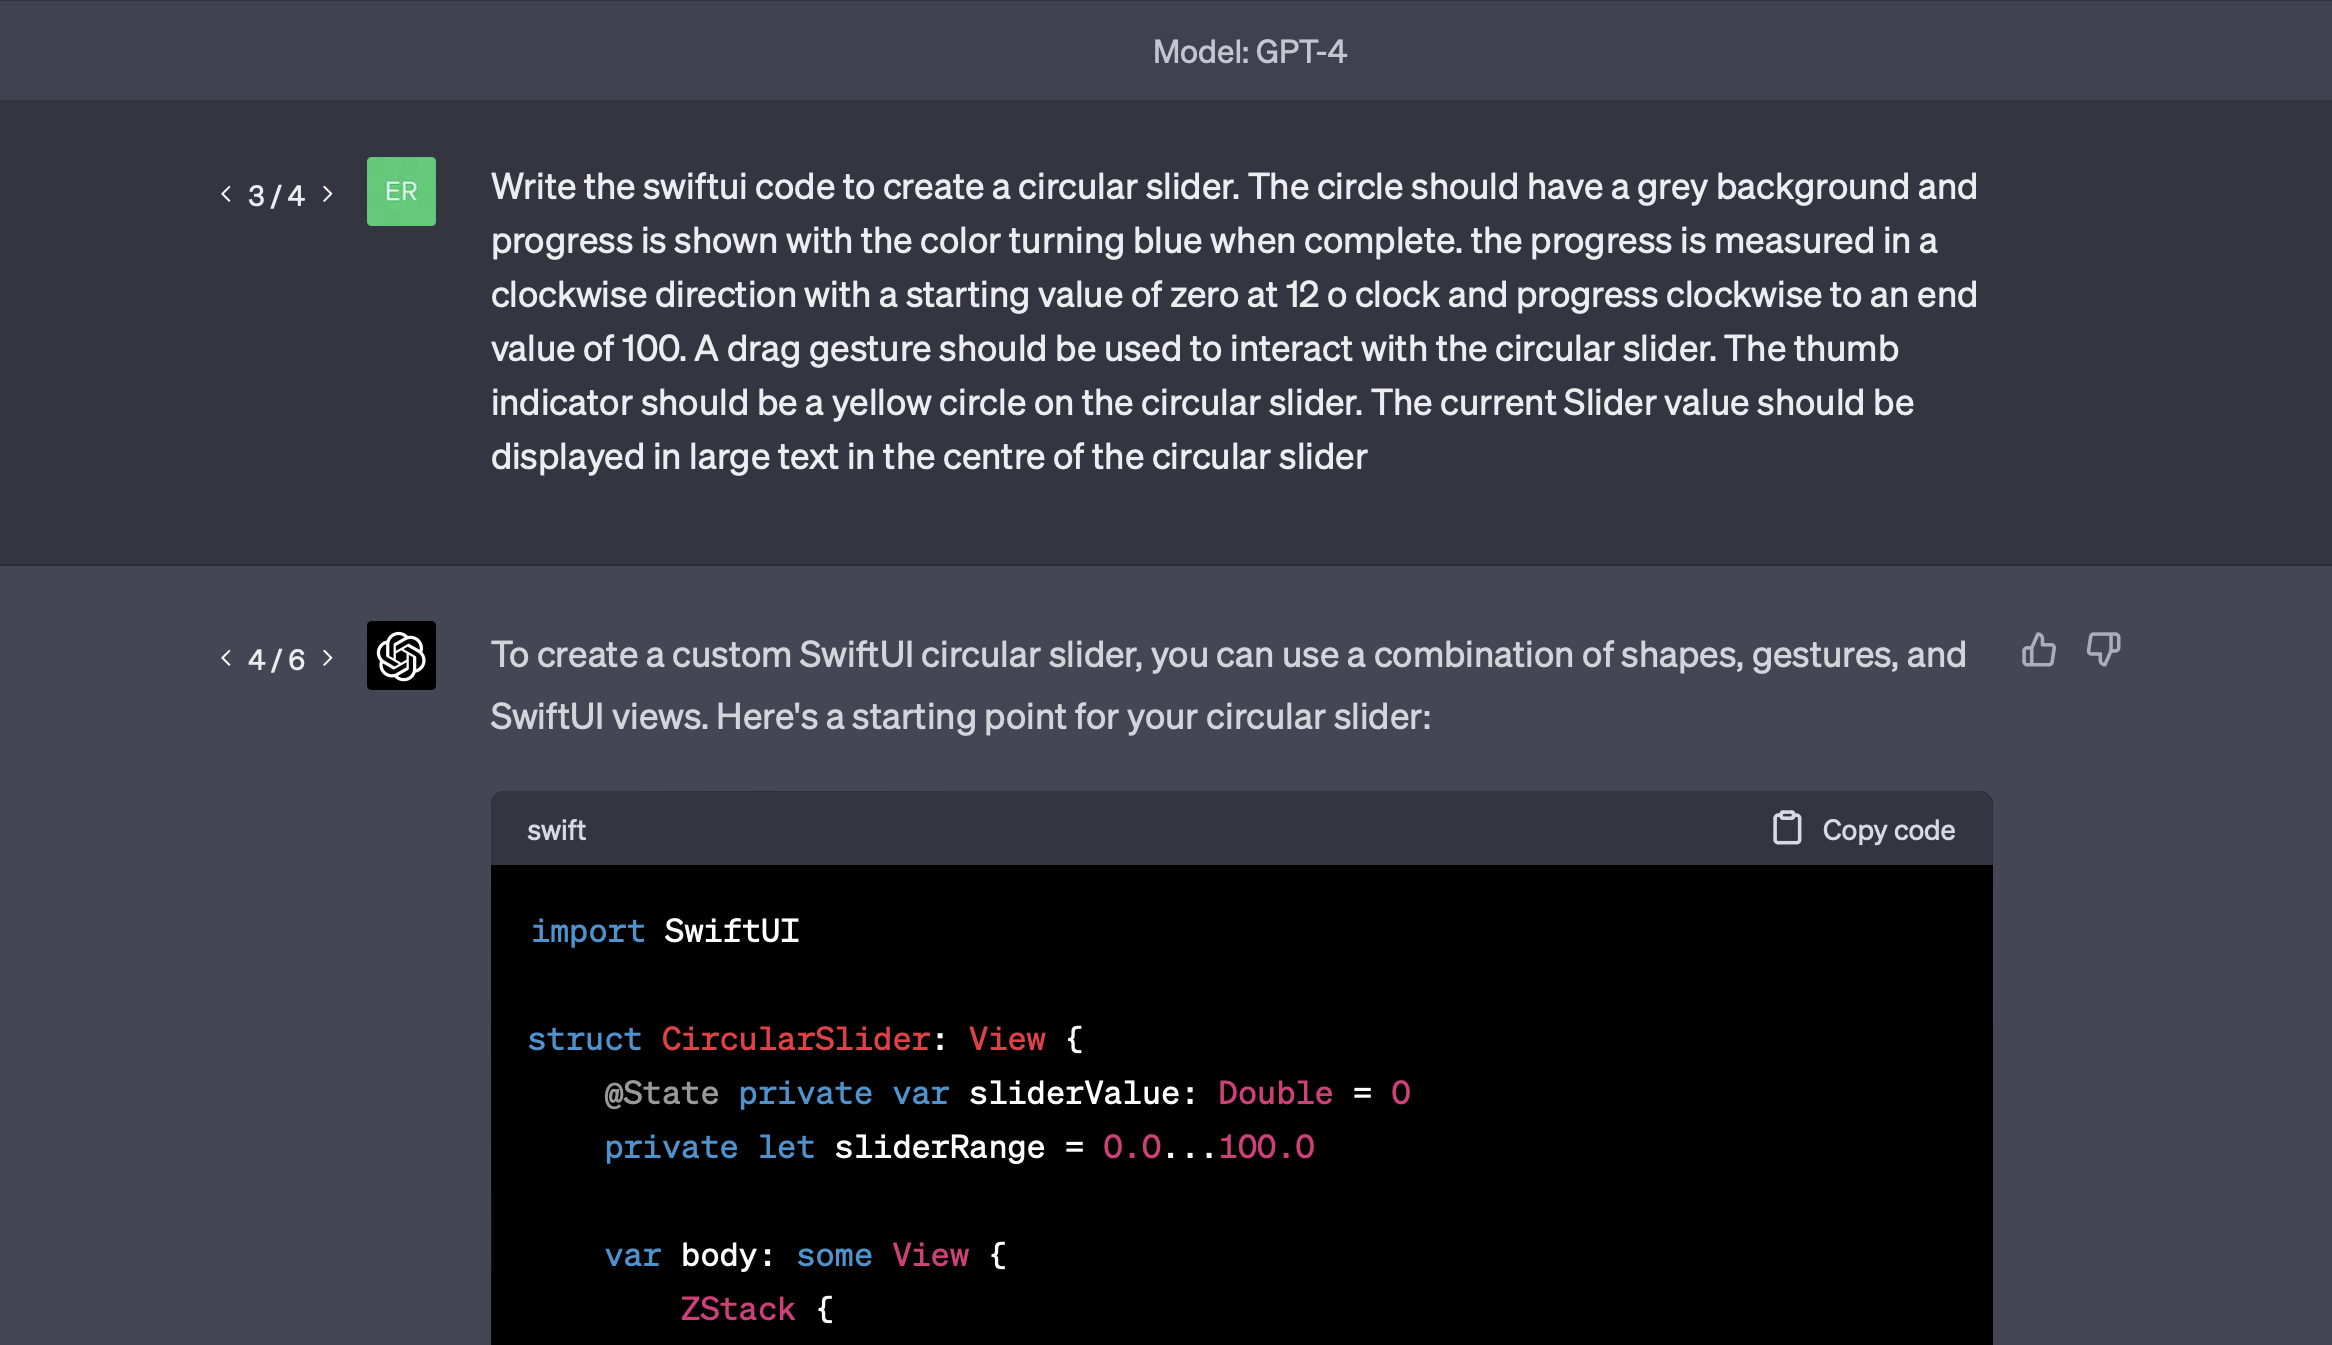 Model: GPT-4
< 3 / 4 >
ER
Write the swiftui code to create a circular slider. The circle should have a grey background and
progress is shown with the color turning blue when complete. the progress is measured in a
clockwise direction with a starting value of zero at 12 o clock and progress clockwise to an end
value of 100. A drag gesture should be used to interact with the circular slider. The thumb
indicator should be a yellow circle on the circular slider. The current Slider value should be
displayed in large text in the centre of the circular slider
< 4 / 6 >
To create a custom SwiftUI circular slider, you can use a combination of shapes, gestures, and
SwiftUI views. Here's a starting point for your circular slider:
swift
Copy code
import SwiftUI
struct CircularSlider: View {
    @State private var sliderValue: Double = 0
    private let sliderRange = 0.0...100.0
    var body: some View {
        ZStack {